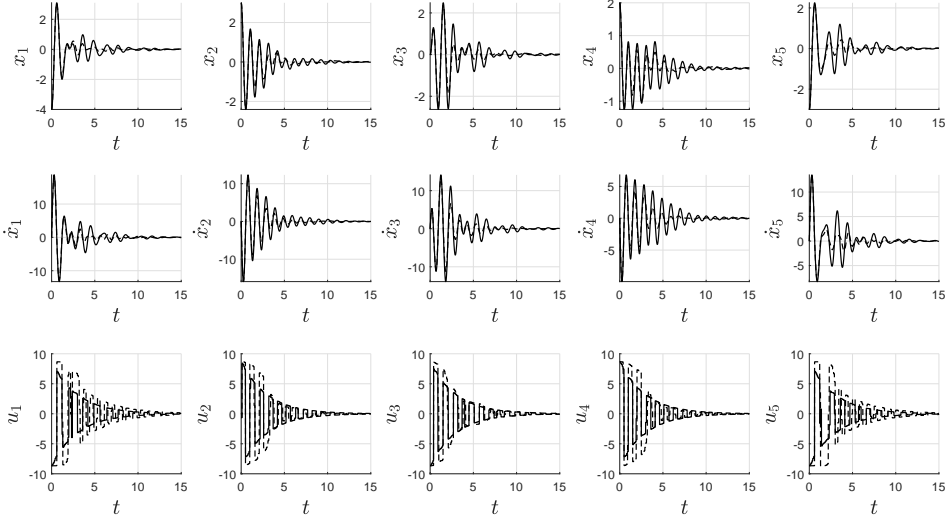 x₁ 2 0 -2 -4 0 5 10 15 t
x₂ 2 0 -2 0 5 10 15 t
x₃ 2 0 -2 0 5 10 15 t
x₄ 2 1 0 -1 0 5 10 15 t
x₅ 2 0 -2 0 5 10 15 t
ẋ₁ 10 0 -10 0 5 10 15 t
ẋ₂ 10 5 0 -5 -10 0 5 10 15 t
ẋ₃ 10 0 -10 0 5 10 15 t
ẋ₄ 5 0 -5 0 5 10 15 t
ẋ₅ 10 5 0 -5 0 5 10 15 t
u₁ 10 5 0 -5 -10 0 5 10 15 t
u₂ 10 5 0 -5 -10 0 5 10 15 t
u₃ 10 5 0 -5 -10 0 5 10 15 t
u₄ 10 5 0 -5 -10 0 5 10 15 t
u₅ 10 5 0 -5 -10 0 5 10 15 t